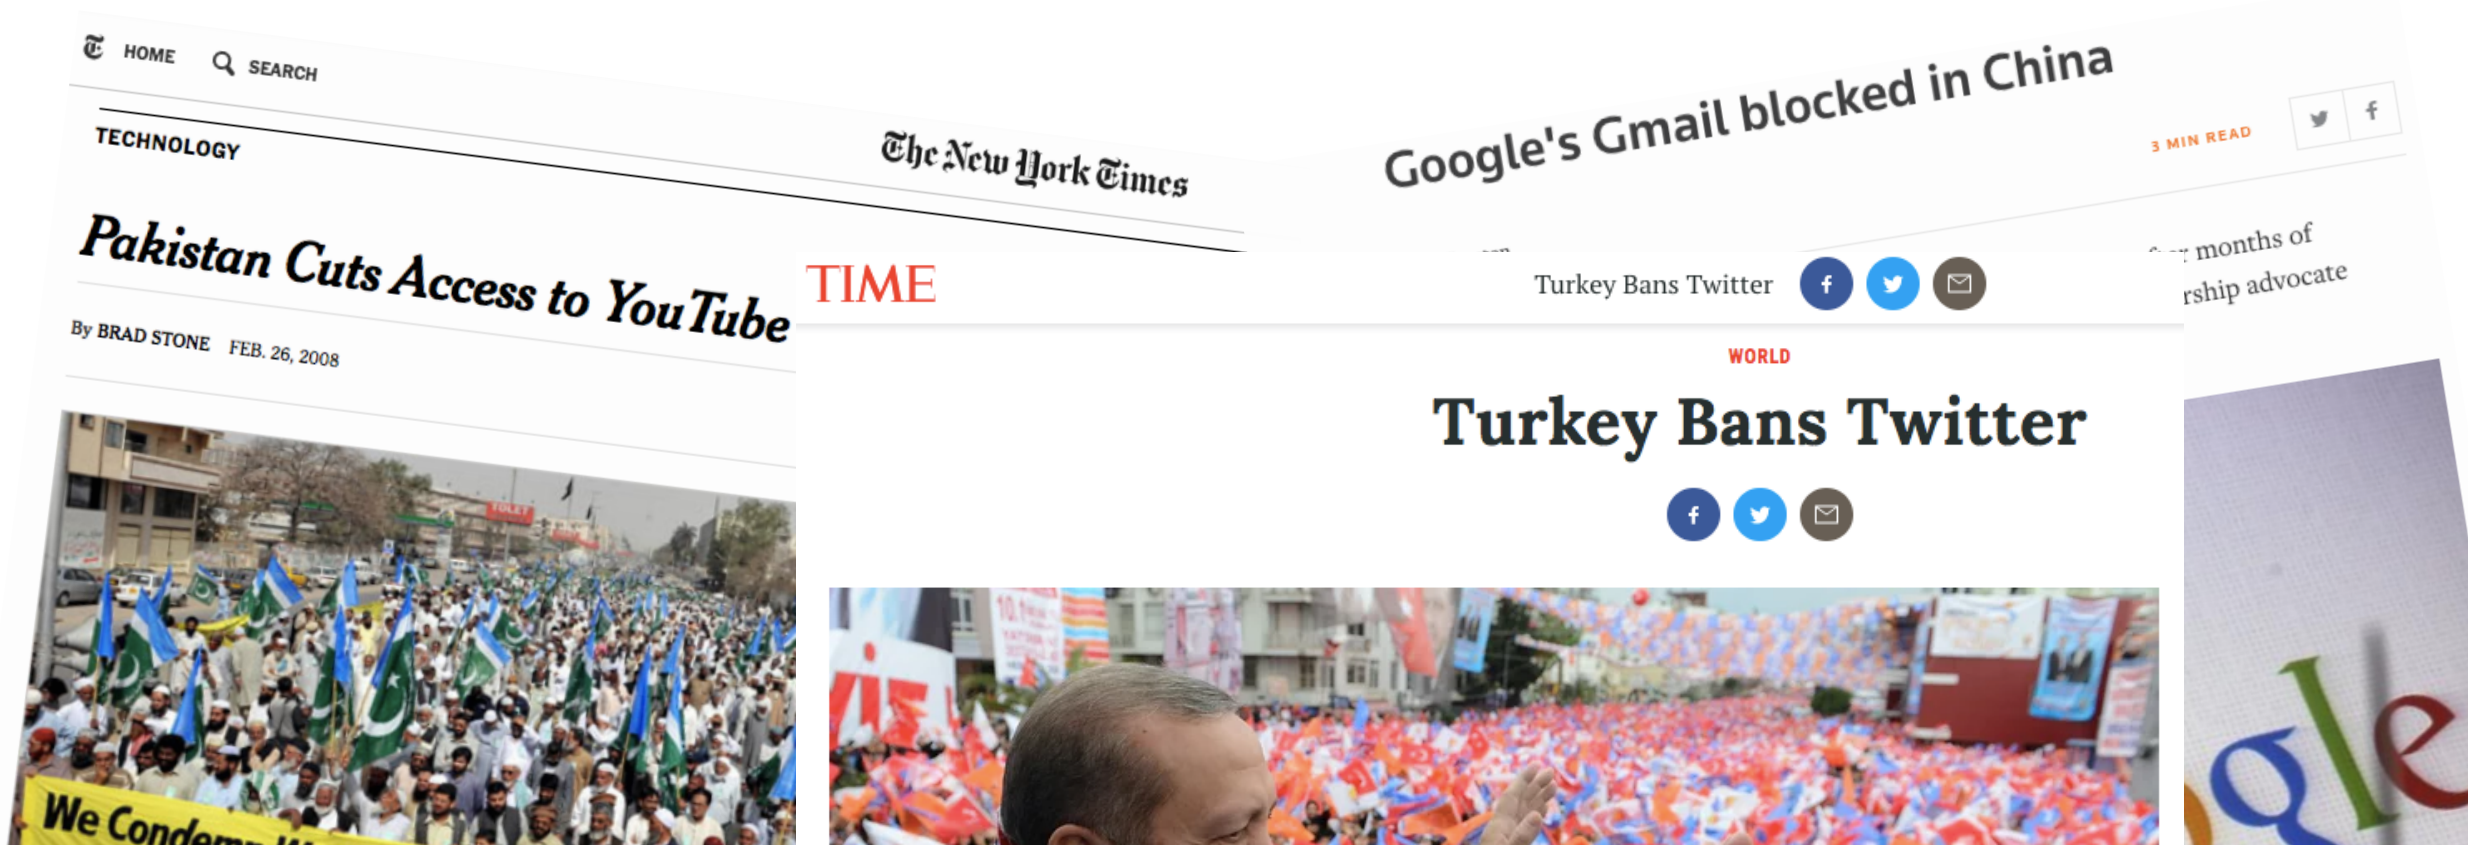 HOME
SEARCH
The New York Times
TECHNOLOGY
Pakistan Cuts Access to YouTube
By BRAD STONE FEB. 26, 2008
TOLET
We Condemn
Google's Gmail blocked in China
3 MIN READ
months of
rship advocate
TIME
Turkey Bans Twitter
WORLD
Turkey Bans Twitter
gle